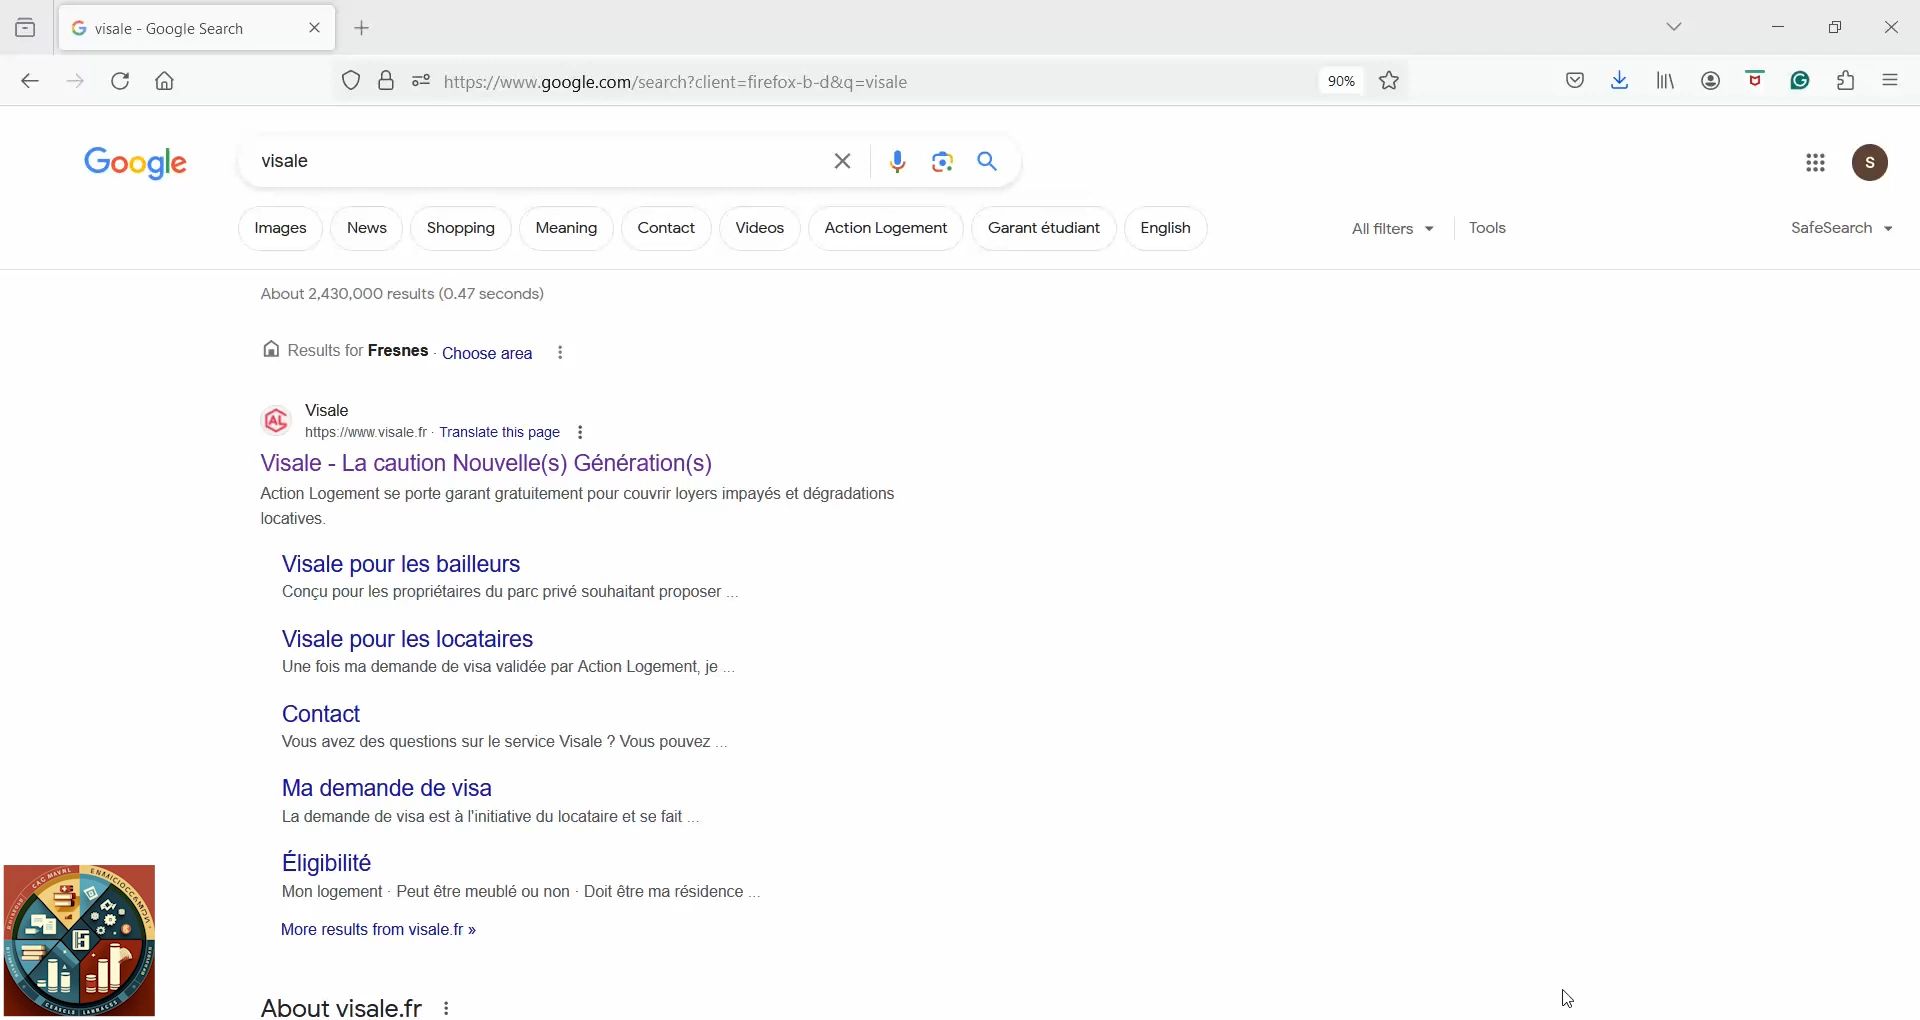 visale - Google Search
https://www.google.com/search?client=firefox-b-d&q=visale
90%
Google
visale
S
Images
News
Shopping
Meaning
Contact
Videos
Action Logement
Garant étudiant
English
All filters
Tools
SafeSearch
About 2,430,000 results (0.47 seconds)
Results for Fresnes · Choose area
AL
Visale
https://www.visale.fr · Translate this page
Visale - La caution Nouvelle(s) Génération(s)
Action Logement se porte garant gratuitement pour couvrir loyers impayés et dégradations
locatives.
Visale pour les bailleurs
Conçu pour les propriétaires du parc privé souhaitant proposer ...
Visale pour les locataires
Une fois ma demande de visa validée par Action Logement, je ...
Contact
Vous avez des questions sur le service Visale ? Vous pouvez ...
Ma demande de visa
La demande de visa est à l'initiative du locataire et se fait ...
Éligibilité
Mon logement · Peut être meublé ou non · Doit être ma résidence ...
More results from visale.fr »
About visale.fr